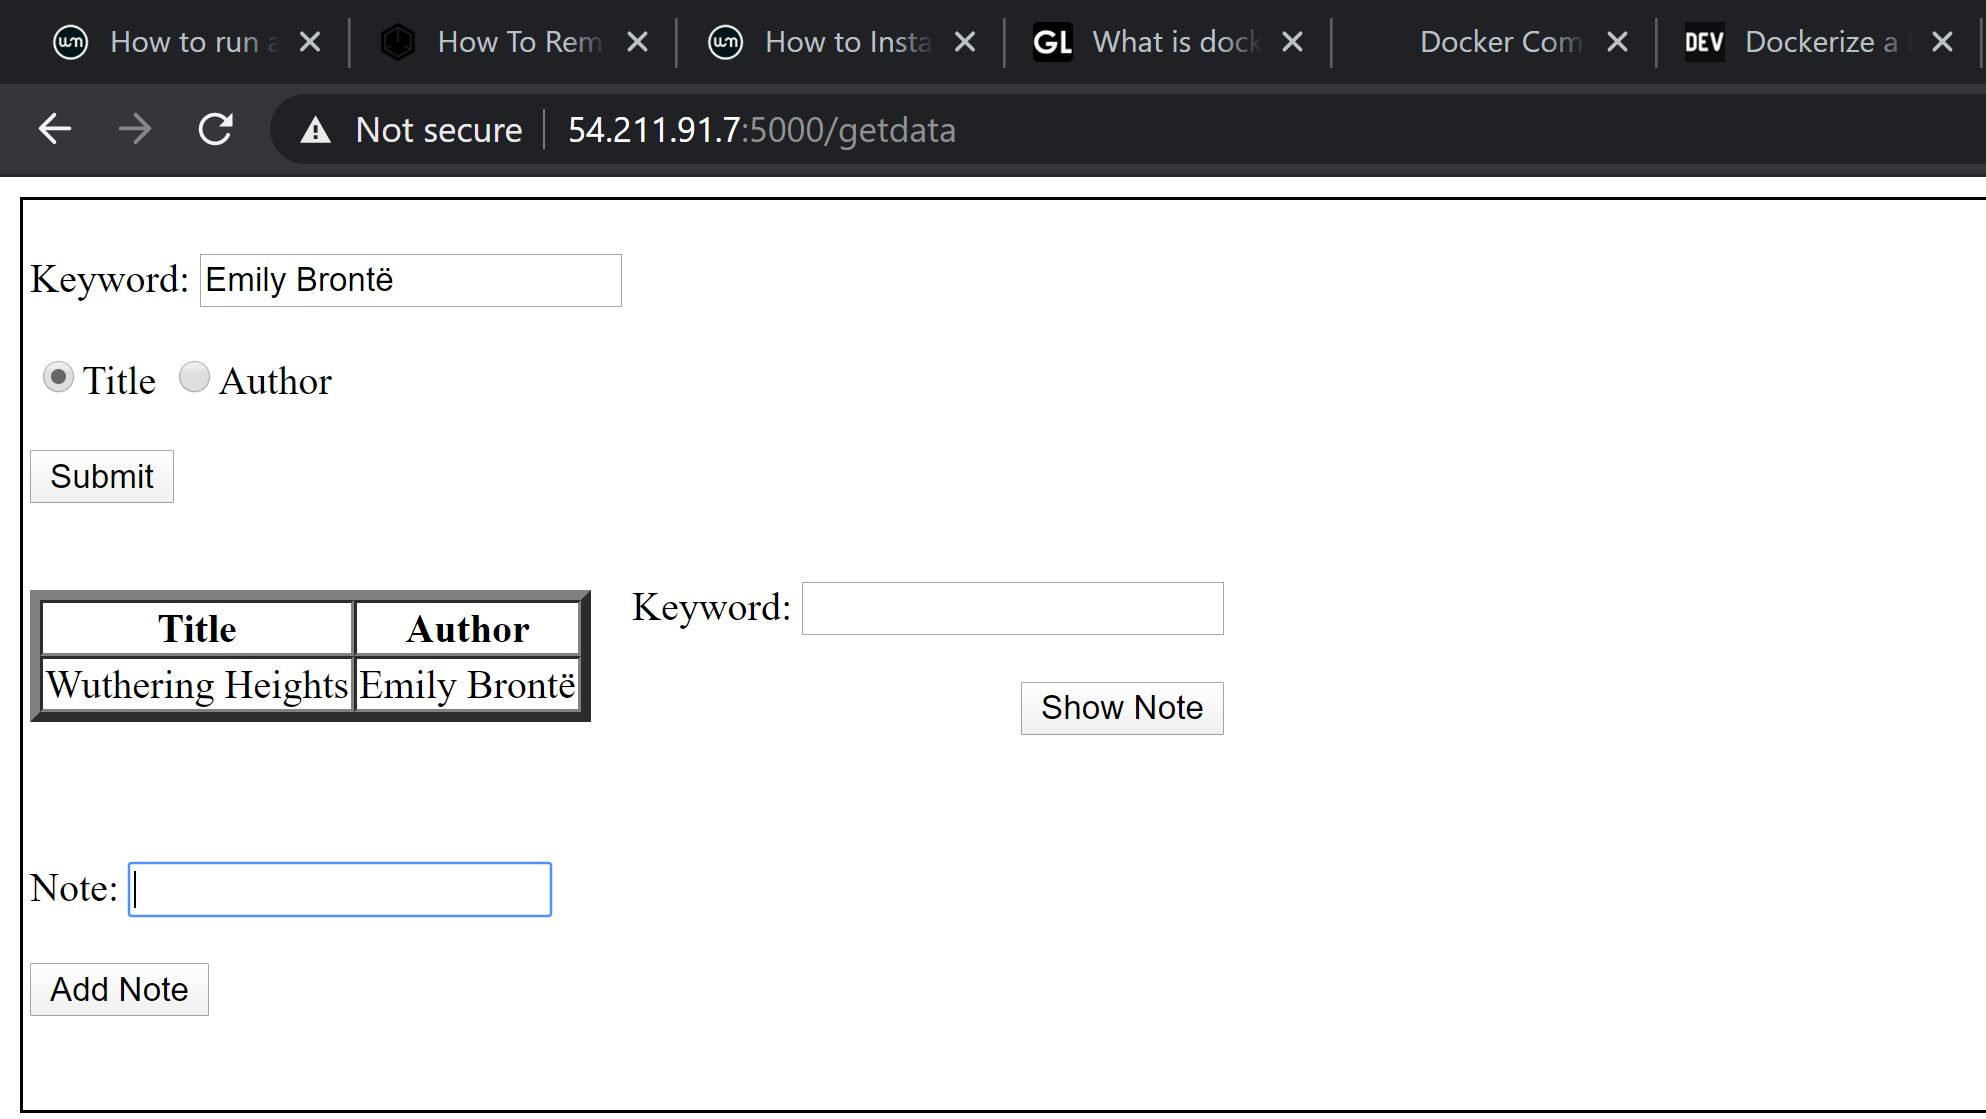 How to run a How To Rem How to Insta GL What is dock Docker Com DEV Dockerize a
Not secure 54.211.91.7:5000/getdata
Keyword: Emily Brontë
Title Author
Submit
Title Author
Wuthering Heights Emily Brontë
Keyword:
Show Note
Note:
Add Note